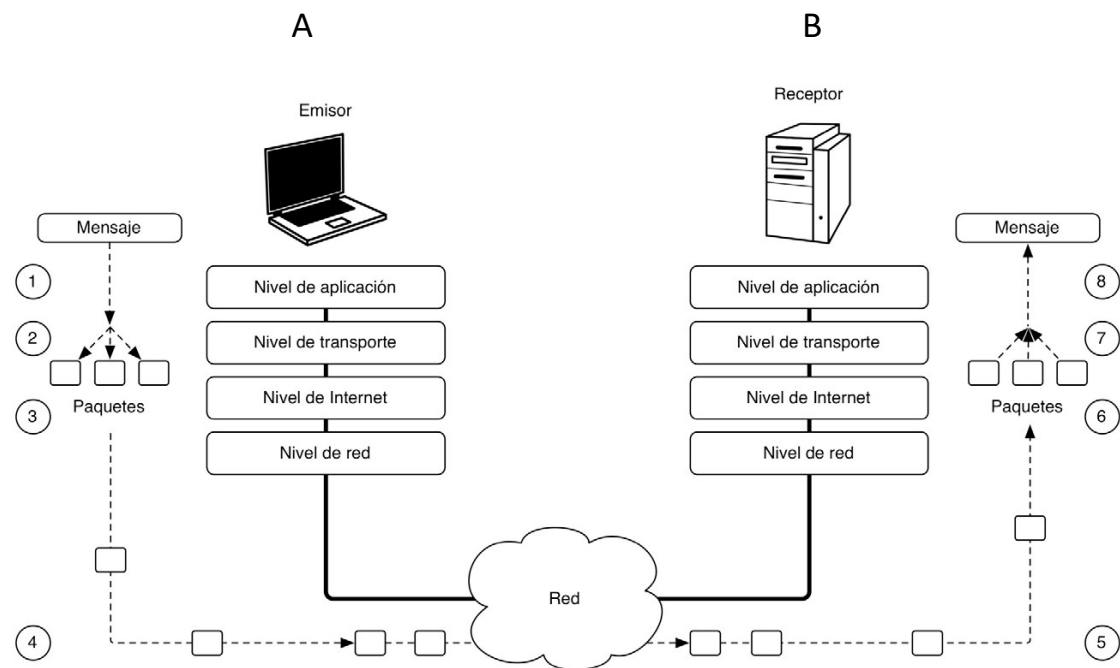 A
B
Emisor
Receptor
Mensaje
Mensaje
1
Nivel de aplicación
Nivel de aplicación
8
2
Nivel de transporte
Nivel de transporte
7
Paquetes
3
Nivel de Internet
Nivel de Internet
Paquetes
6
Nivel de red
Nivel de red
Red
4
5